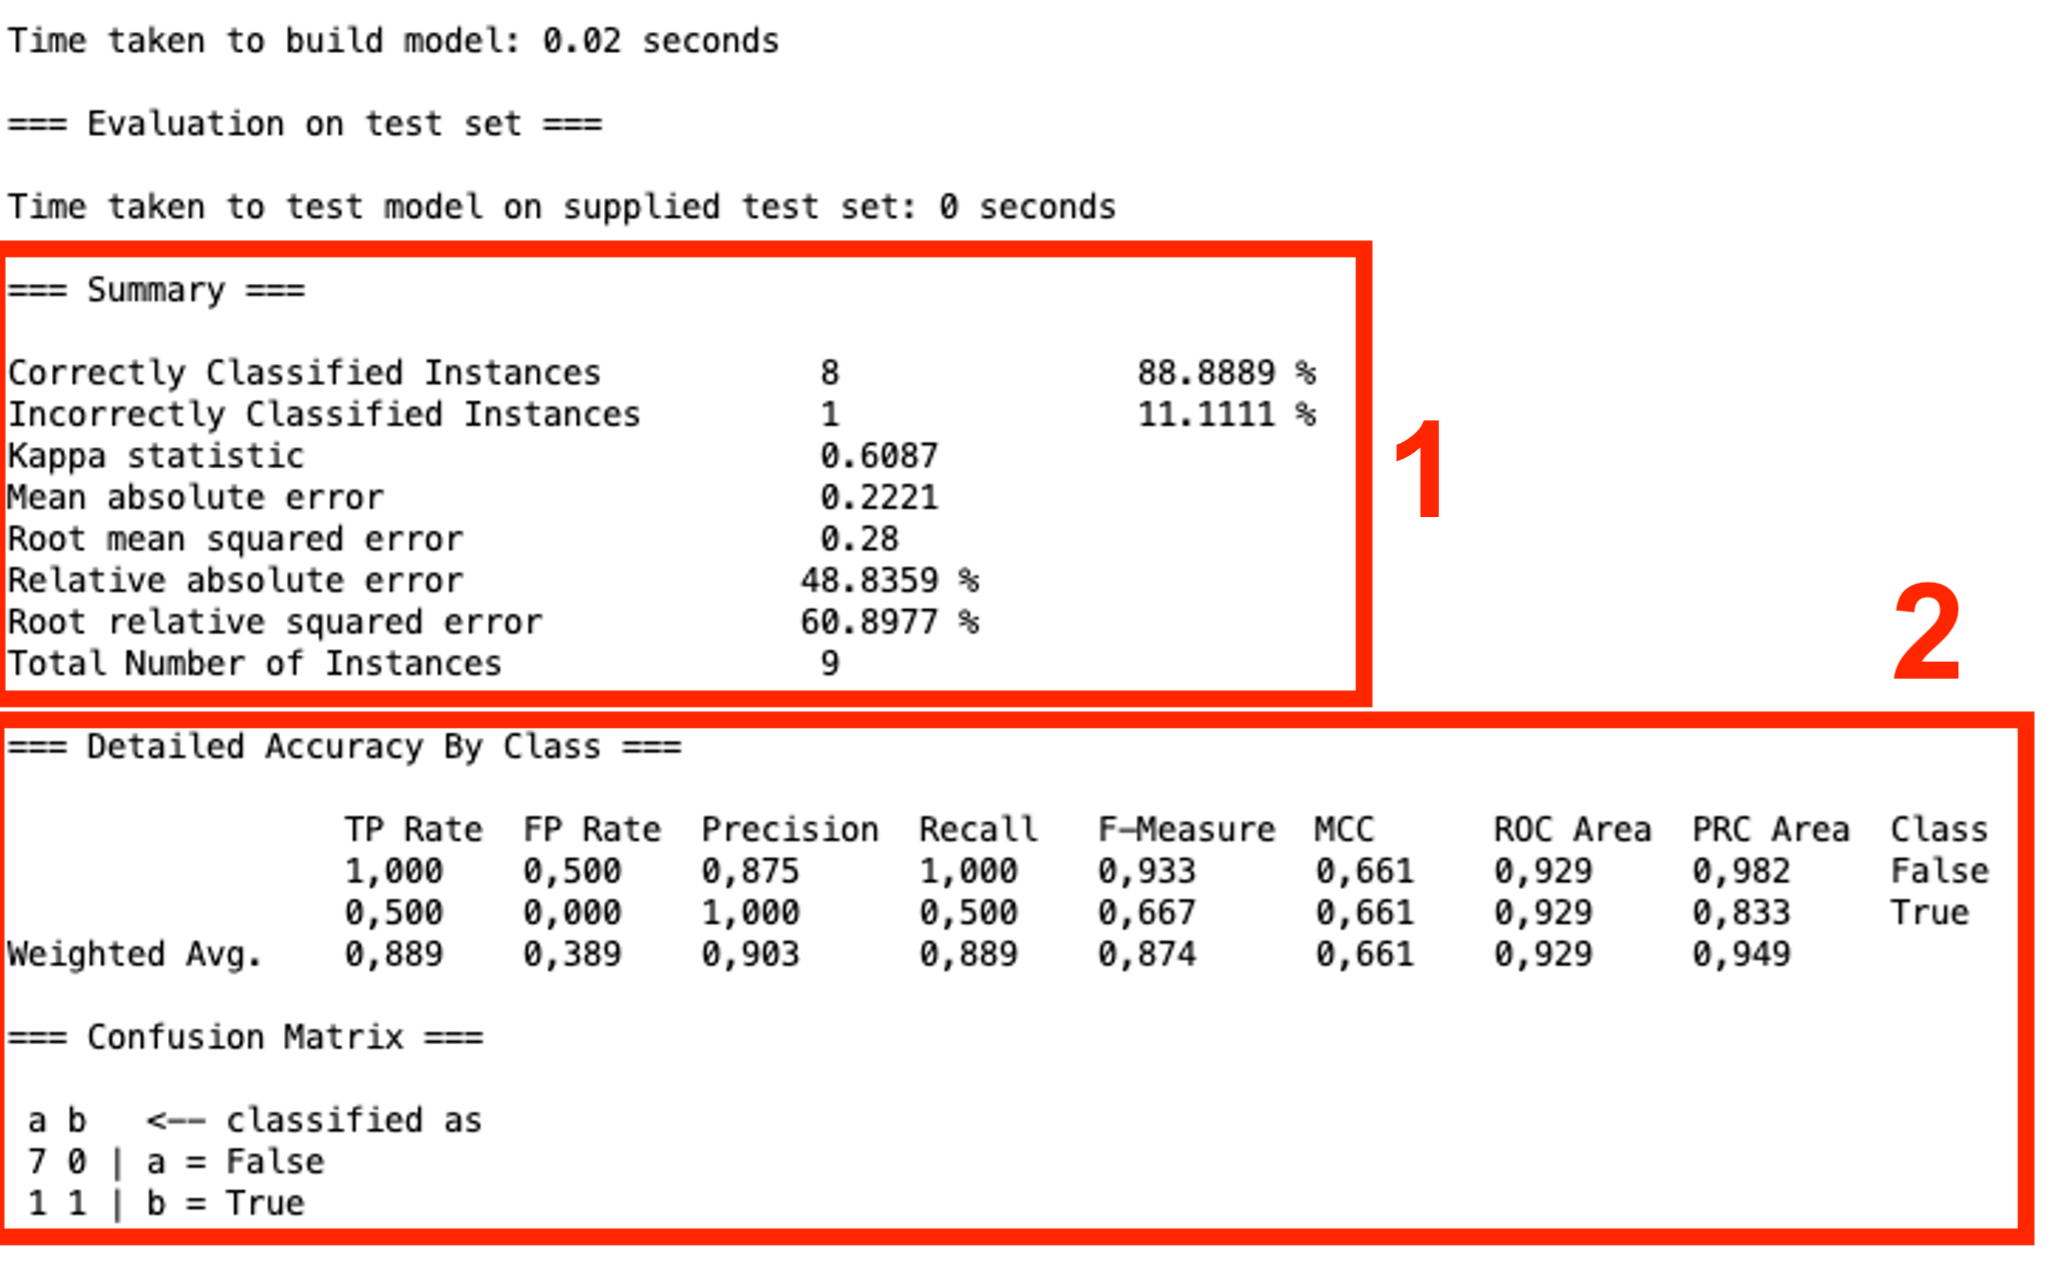 Time taken to build model: 0.02 seconds
=== Evaluation on test set ===
Time taken to test model on supplied test set: 0 seconds
=== Summary ===
Correctly Classified Instances 8 88.8889 %
Incorrectly Classified Instances 1 11.1111 %
Kappa statistic 0.6087
Mean absolute error 0.2221
Root mean squared error 0.28
Relative absolute error 48.8359 %
Root relative squared error 60.8977 %
Total Number of Instances 9
1
2
=== Detailed Accuracy By Class ===
TP Rate FP Rate Precision Recall F-Measure MCC ROC Area PRC Area Class
1,000 0,500 0,875 1,000 0,933 0,661 0,929 0,982 False
0,500 0,000 1,000 0,500 0,667 0,661 0,929 0,833 True
Weighted Avg. 0,889 0,389 0,903 0,889 0,874 0,661 0,929 0,949
=== Confusion Matrix ===
a b <-- classified as
7 0 | a = False
1 1 | b = True